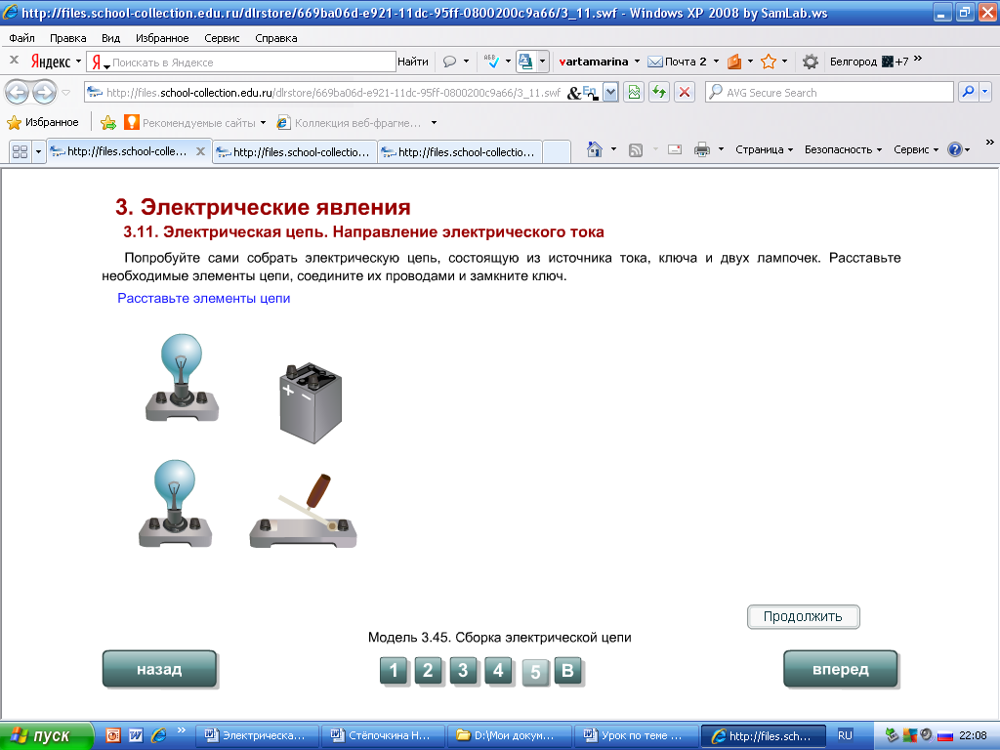 http://files.school-collection.edu.ru/dlrstore/669ba06d-e921-11dc-95ff-0800200c9a66/3_11.swf - Windows XP 2008 by SamLab.ws
Файл Правка Вид Избранное Сервис Справка
Яндекс Я Поискать в Яндексе Найти АБВ vartamarina Почта 2 Белгород +7 »
http://files.school-collection.edu.ru/dlrstore/669ba06d-e921-11dc-95ff-0800200c9a66/3_11.swf & En AVG Secure Search
Избранное Рекомендуемые сайты Коллекция веб-фрагме...
http://files.school-colle... http://files.school-collectio... http://files.school-collectio... Страница Безопасность Сервис »
3. Электрические явления
3.11. Электрическая цепь. Направление электрического тока
Попробуйте сами собрать электрическую цепь, состоящую из источника тока, ключа и двух лампочек. Расставьте
необходимые элементы цепи, соедините их проводами и замкните ключ.
Расставьте элементы цепи
+ −
Продолжить
Модель 3.45. Сборка электрической цепи
назад 1 2 3 4 5 В вперед
пуск » Электрическа... Стёпочкина Н... D:\Мои докум... Урок по теме ... http://files.sch... RU 22:08